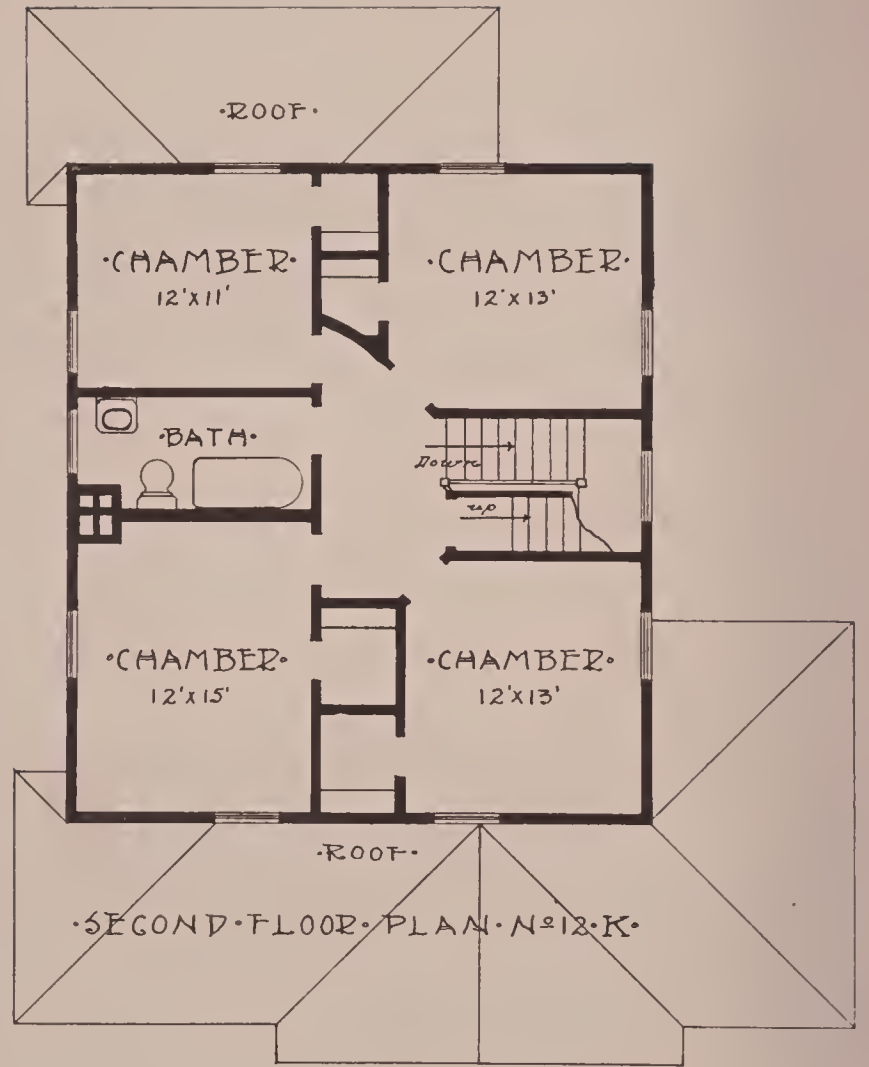 ·ROOF·
·CHAMBER·
12'X11'
·CHAMBER·
12'X13'
·BATH·
Down
up
·CHAMBER·
12'X15'
·CHAMBER·
12'X13'
·ROOF·
·SECOND·FLOOR·PLAN·Nº12·K·